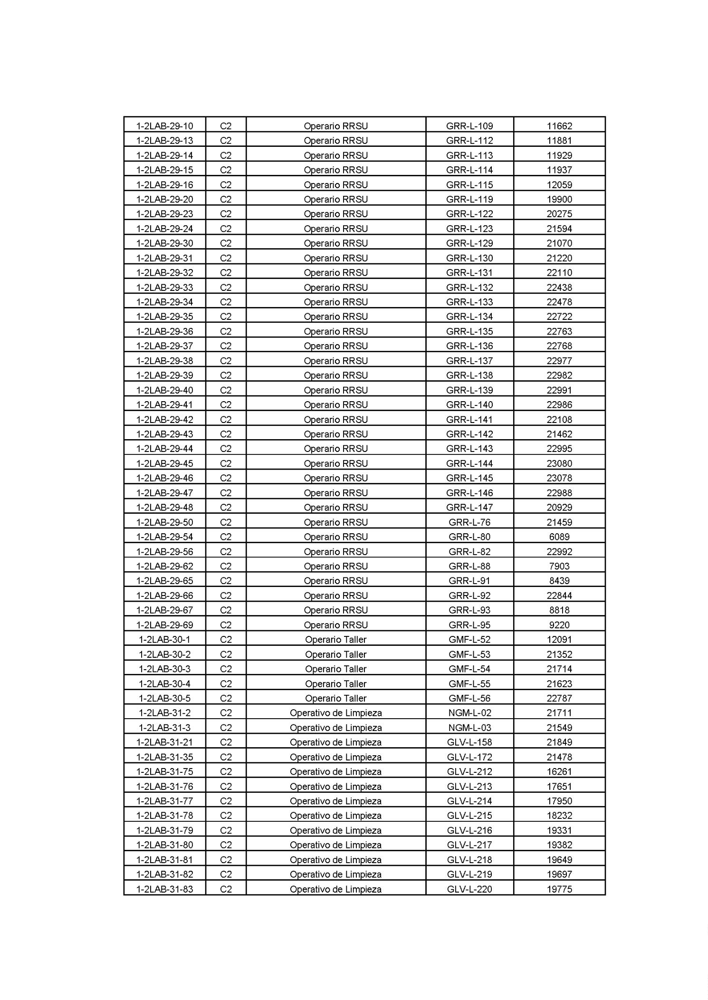 1-2LAB-29-10 C2 Operario RRSU GRR-L-109 11662
1-2LAB-29-13 C2 Operario RRSU GRR-L-112 11881
1-2LAB-29-14 C2 Operario RRSU GRR-L-113 11929
1-2LAB-29-15 C2 Operario RRSU GRR-L-114 11937
1-2LAB-29-16 C2 Operario RRSU GRR-L-115 12059
1-2LAB-29-20 C2 Operario RRSU GRR-L-119 19900
1-2LAB-29-23 C2 Operario RRSU GRR-L-122 20275
1-2LAB-29-24 C2 Operario RRSU GRR-L-123 21594
1-2LAB-29-30 C2 Operario RRSU GRR-L-129 21070
1-2LAB-29-31 C2 Operario RRSU GRR-L-130 21220
1-2LAB-29-32 C2 Operario RRSU GRR-L-131 22110
1-2LAB-29-33 C2 Operario RRSU GRR-L-132 22438
1-2LAB-29-34 C2 Operario RRSU GRR-L-133 22478
1-2LAB-29-35 C2 Operario RRSU GRR-L-134 22722
1-2LAB-29-36 C2 Operario RRSU GRR-L-135 22763
1-2LAB-29-37 C2 Operario RRSU GRR-L-136 22768
1-2LAB-29-38 C2 Operario RRSU GRR-L-137 22977
1-2LAB-29-39 C2 Operario RRSU GRR-L-138 22982
1-2LAB-29-40 C2 Operario RRSU GRR-L-139 22991
1-2LAB-29-41 C2 Operario RRSU GRR-L-140 22986
1-2LAB-29-42 C2 Operario RRSU GRR-L-141 22108
1-2LAB-29-43 C2 Operario RRSU GRR-L-142 21462
1-2LAB-29-44 C2 Operario RRSU GRR-L-143 22995
1-2LAB-29-45 C2 Operario RRSU GRR-L-144 23080
1-2LAB-29-46 C2 Operario RRSU GRR-L-145 23078
1-2LAB-29-47 C2 Operario RRSU GRR-L-146 22988
1-2LAB-29-48 C2 Operario RRSU GRR-L-147 20929
1-2LAB-29-50 C2 Operario RRSU GRR-L-76 21459
1-2LAB-29-54 C2 Operario RRSU GRR-L-80 6089
1-2LAB-29-56 C2 Operario RRSU GRR-L-82 22992
1-2LAB-29-62 C2 Operario RRSU GRR-L-88 7903
1-2LAB-29-65 C2 Operario RRSU GRR-L-91 8439
1-2LAB-29-66 C2 Operario RRSU GRR-L-92 22844
1-2LAB-29-67 C2 Operario RRSU GRR-L-93 8818
1-2LAB-29-69 C2 Operario RRSU GRR-L-95 9220
1-2LAB-30-1 C2 Operario Taller GMF-L-52 12091
1-2LAB-30-2 C2 Operario Taller GMF-L-53 21352
1-2LAB-30-3 C2 Operario Taller GMF-L-54 21714
1-2LAB-30-4 C2 Operario Taller GMF-L-55 21623
1-2LAB-30-5 C2 Operario Taller GMF-L-56 22787
1-2LAB-31-2 C2 Operativo de Limpieza NGM-L-02 21711
1-2LAB-31-3 C2 Operativo de Limpieza NGM-L-03 21549
1-2LAB-31-21 C2 Operativo de Limpieza GLV-L-158 21849
1-2LAB-31-35 C2 Operativo de Limpieza GLV-L-172 21478
1-2LAB-31-75 C2 Operativo de Limpieza GLV-L-212 16261
1-2LAB-31-76 C2 Operativo de Limpieza GLV-L-213 17651
1-2LAB-31-77 C2 Operativo de Limpieza GLV-L-214 17950
1-2LAB-31-78 C2 Operativo de Limpieza GLV-L-215 18232
1-2LAB-31-79 C2 Operativo de Limpieza GLV-L-216 19331
1-2LAB-31-80 C2 Operativo de Limpieza GLV-L-217 19382
1-2LAB-31-81 C2 Operativo de Limpieza GLV-L-218 19649
1-2LAB-31-82 C2 Operativo de Limpieza GLV-L-219 19697
1-2LAB-31-83 C2 Operativo de Limpieza GLV-L-220 19775